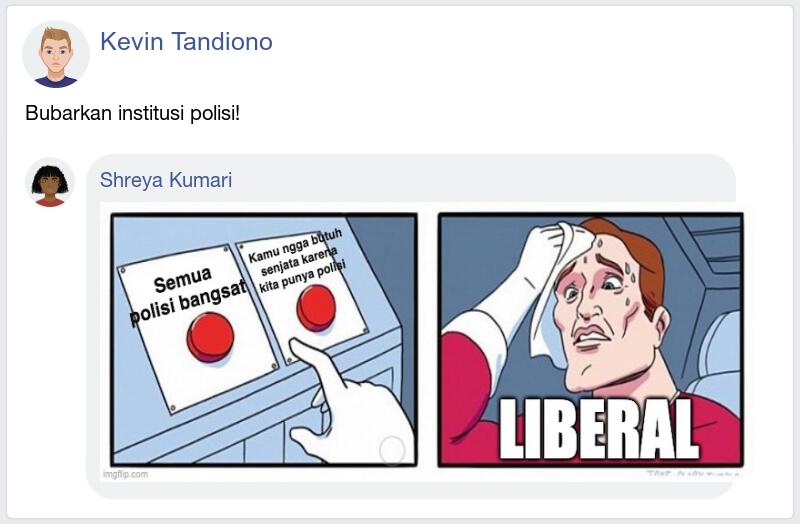 Kevin Tandiono
Bubarkan institusi polisi!
Shreya Kumari
Semua
polisi bangsat
Kamu ngga butuh
senjata karena
kita punya polisi
LIBERAL
imgflip.com